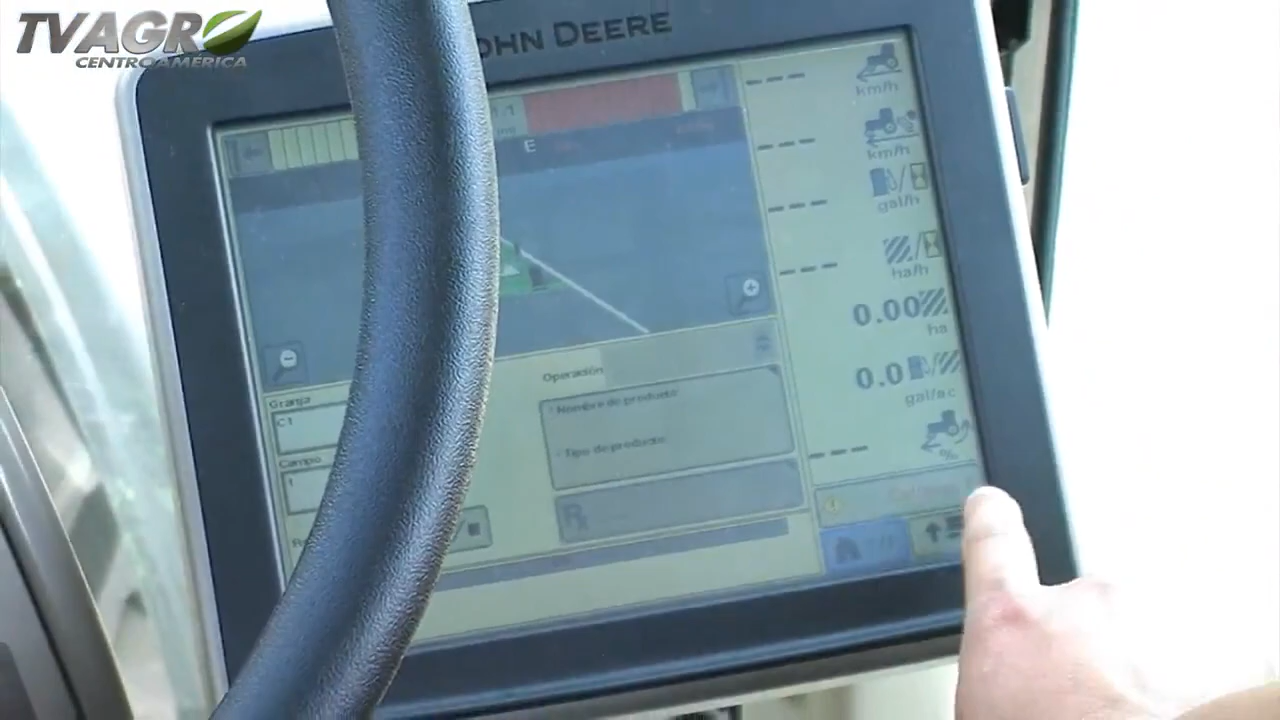 TVAGRO
CENTROAMÉRICA
JOHN DEERE
E
km/h
km/h
gal/h
ha/h
0.00
ha
0.0
gal/ac
%
Operación
Nombre de producto
Tipo de producto
Granja
C1
Campo
1